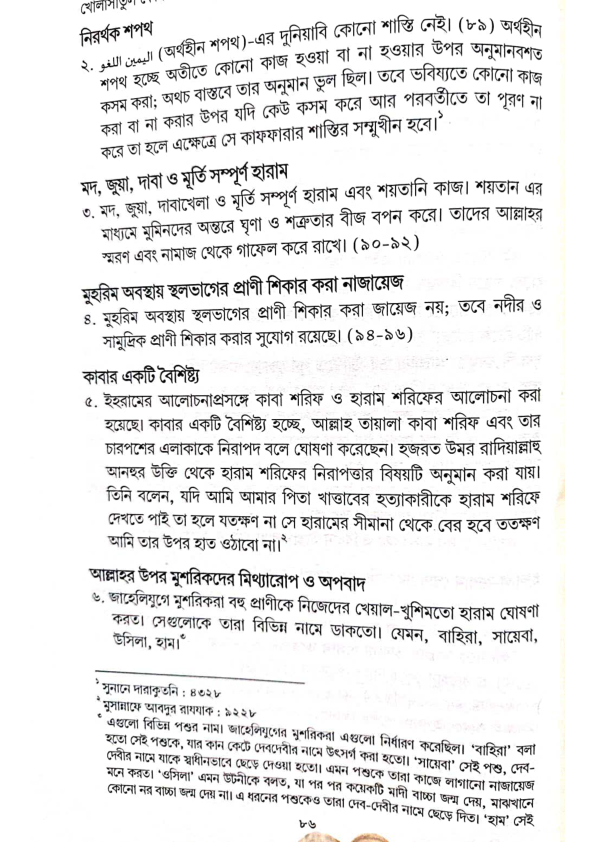 নিরর্থক শপথ
২. اليمين اللغو (অর্থহীন শপথ)-এর দুনিয়াবি কোনো শাস্তি নেই। (৮৯) অর্থহীন
শপথ হচ্ছে অতীতে কোনো কাজ হওয়া বা না হওয়ার উপর অনুমানবশত
কসম করা; অথচ বাস্তবে তার অনুমান ভুল ছিল। তবে ভবিষ্যতে কোনো কাজ
করা বা না করার উপর যদি কেউ কসম করে আর পরবর্তীতে তা পূরণ না
করে তা হলে এক্ষেত্রে সে কাফফারার শাস্তির সম্মুখীন হবে।১
মদ, জুয়া, দাবা ও মূর্তি সম্পূর্ণ হারাম
৩. মদ, জুয়া, দাবাখেলা ও মূর্তি সম্পূর্ণ হারাম এবং শয়তানি কাজ। শয়তান এর
মাধ্যমে মুমিনদের অন্তরে ঘৃণা ও শত্রুতার বীজ বপন করে। তাদের আল্লাহর
স্মরণ এবং নামাজ থেকে গাফেল করে রাখে। (৯০-৯২)
মুহরিম অবস্থায় স্থলভাগের প্রাণী শিকার করা নাজায়েজ
৪. মুহরিম অবস্থায় স্থলভাগের প্রাণী শিকার করা জায়েজ নয়; তবে নদীর ও
সামুদ্রিক প্রাণী শিকার করার সুযোগ রয়েছে। (৯৪-৯৬)
কাবার একটি বৈশিষ্ট্য
৫. ইহরামের আলোচনাপ্রসঙ্গে কাবা শরিফ ও হারাম শরিফের আলোচনা করা
হয়েছে। কাবার একটি বৈশিষ্ট্য হচ্ছে, আল্লাহ তায়ালা কাবা শরিফ এবং তার
চারপশের এলাকাকে নিরাপদ বলে ঘোষণা করেছেন। হজরত উমর রাদিয়াল্লাহু
আনহুর উক্তি থেকে হারাম শরিফের নিরাপত্তার বিষয়টি অনুমান করা যায়।
তিনি বলেন, যদি আমি আমার পিতা খাত্তাবের হত্যাকারীকে হারাম শরিফে
দেখতে পাই তা হলে যতক্ষণ না সে হারামের সীমানা থেকে বের হবে ততক্ষণ
আমি তার উপর হাত ওঠাবো না।২
আল্লাহর উপর মুশরিকদের মিথ্যারোপ ও অপবাদ
৬. জাহেলিযুগে মুশরিকরা বহু প্রাণীকে নিজেদের খেয়াল-খুশিমতো হারাম ঘোষণা
করত। সেগুলোকে তারা বিভিন্ন নামে ডাকতো। যেমন, বাহিরা, সায়েবা,
উসিলা, হাম।৩
১ সুনানে দারাকুতনি : ৪৩২৮
২ মুসান্নাফে আবদুর রাযযাক : ৯২২৮
৩ এগুলো বিভিন্ন পশুর নাম। জাহেলিযুগের মুশরিকরা এগুলো নির্ধারণ করেছিল। ‘বাহিরা’ বলা
হতো সেই পশুকে, যার কান কেটে দেবদেবীর নামে উৎসর্গ করা হতো। ‘সায়েবা’ সেই পশু, দেব-
দেবীর নামে যাকে স্বাধীনভাবে ছেড়ে দেওয়া হতো। এমন পশুকে তারা কাজে লাগানো নাজায়েজ
মনে করত। ‘ওসিলা’ এমন উটনীকে বলত, যা পর পর কয়েকটি মাদী বাচ্চা জন্ম দেয়, মাঝখানে
কোনো নর বাচ্চা জন্ম দেয় না। এ ধরনের পশুকেও তারা দেব-দেবীর নামে ছেড়ে দিত। ‘হাম’ সেই
৮৬